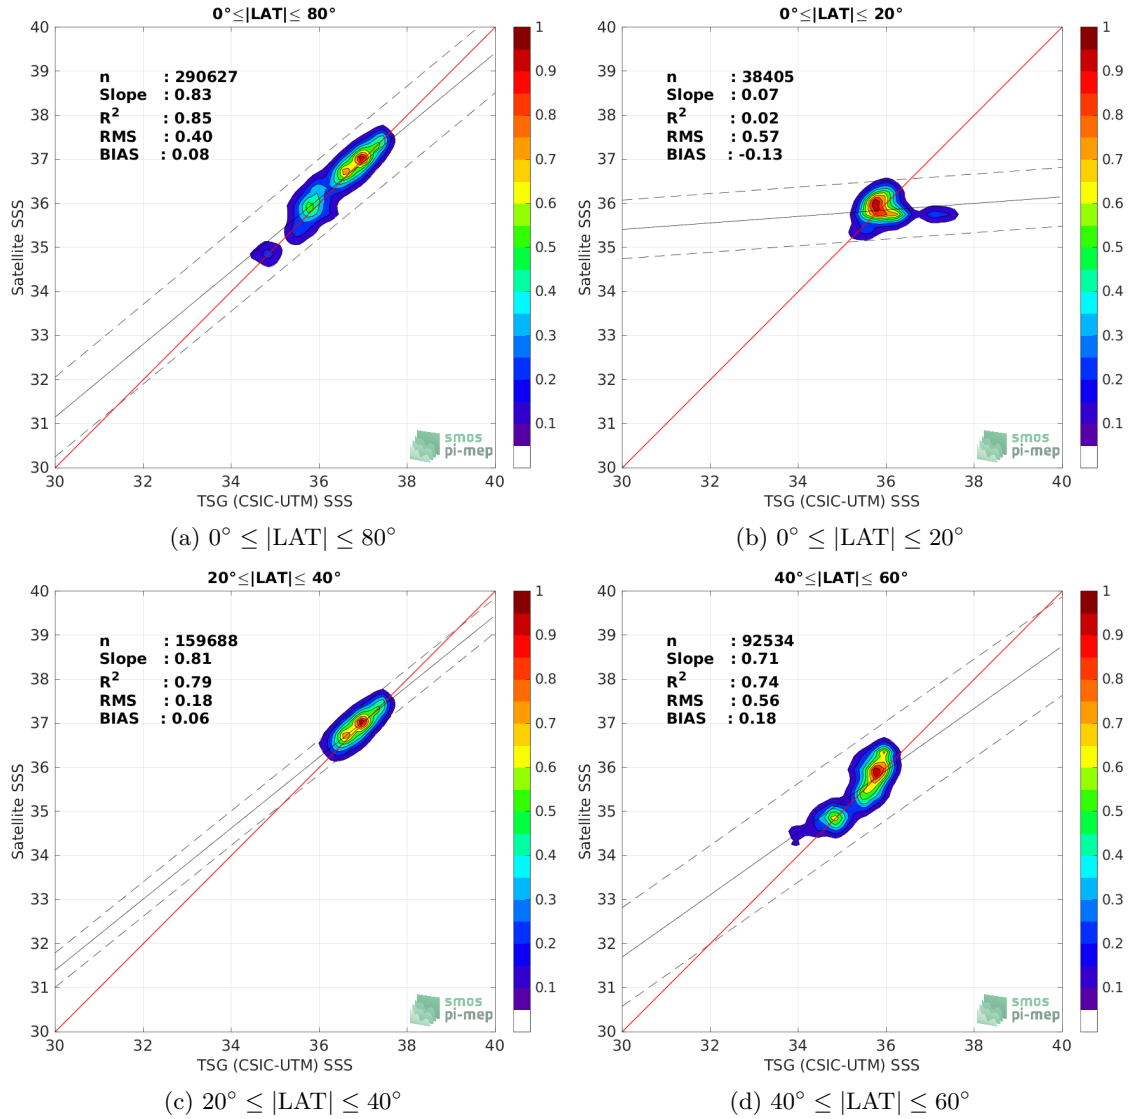 0°≤|LAT|≤ 80°
n : 290627
Slope : 0.83
R² : 0.85
RMS : 0.40
BIAS : 0.08
40
39
38
37
36
35
34
33
32
31
30
30 32 34 36 38 40
Satellite SSS
TSG (CSIC-UTM) SSS
smos
pi-mep
1
0.9
0.8
0.7
0.6
0.5
0.4
0.3
0.2
0.1
(a) 0° ≤ |LAT| ≤ 80°
0°≤|LAT|≤ 20°
n : 38405
Slope : 0.07
R² : 0.02
RMS : 0.57
BIAS : -0.13
40
39
38
37
36
35
34
33
32
31
30
30 32 34 36 38 40
Satellite SSS
TSG (CSIC-UTM) SSS
smos
pi-mep
1
0.9
0.8
0.7
0.6
0.5
0.4
0.3
0.2
0.1
(b) 0° ≤ |LAT| ≤ 20°
20°≤|LAT|≤ 40°
n : 159688
Slope : 0.81
R² : 0.79
RMS : 0.18
BIAS : 0.06
40
39
38
37
36
35
34
33
32
31
30
30 32 34 36 38 40
Satellite SSS
TSG (CSIC-UTM) SSS
smos
pi-mep
1
0.9
0.8
0.7
0.6
0.5
0.4
0.3
0.2
0.1
(c) 20° ≤ |LAT| ≤ 40°
40°≤|LAT|≤ 60°
n : 92534
Slope : 0.71
R² : 0.74
RMS : 0.56
BIAS : 0.18
40
39
38
37
36
35
34
33
32
31
30
30 32 34 36 38 40
Satellite SSS
TSG (CSIC-UTM) SSS
smos
pi-mep
1
0.9
0.8
0.7
0.6
0.5
0.4
0.3
0.2
0.1
(d) 40° ≤ |LAT| ≤ 60°